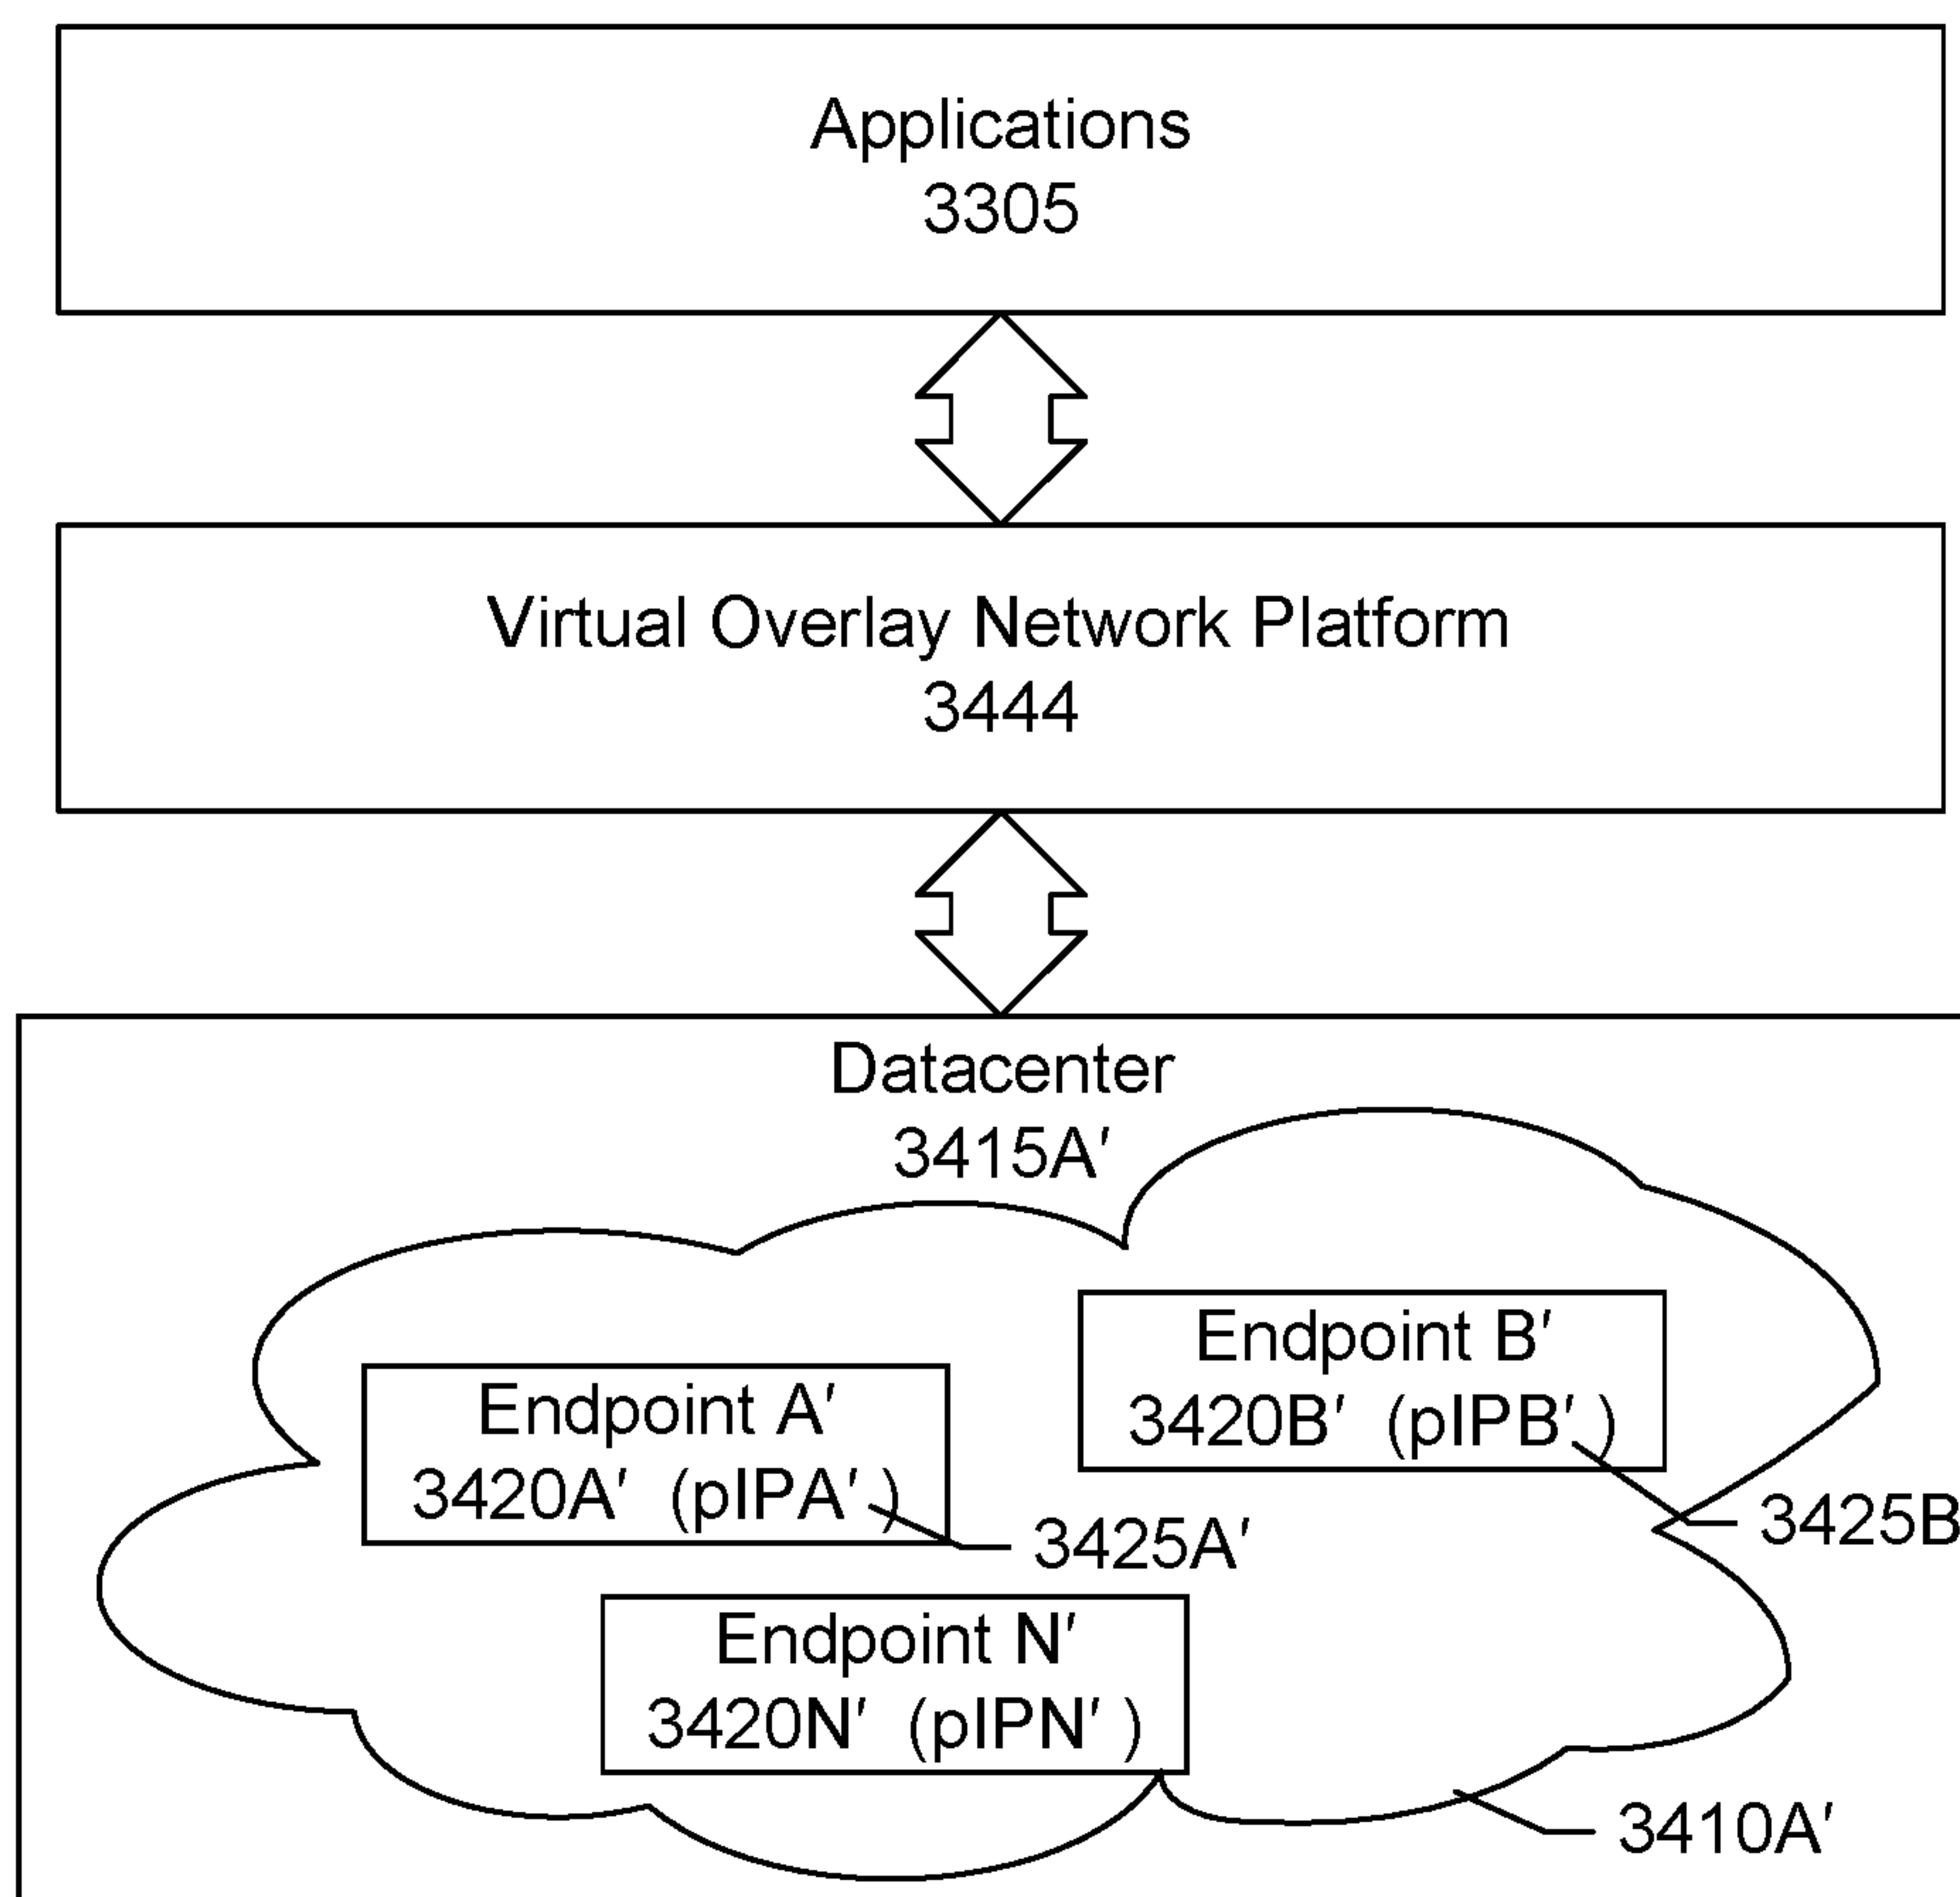 Applications
3305
Virtual Overlay Network Platform
3444
Datacenter
3415A'
Endpoint B'
3420B' (pIPB')
Endpoint A'
3420A' (pIPA')
3425B
3425A'
Endpoint N'
3420N' (pIPN')
3410A'